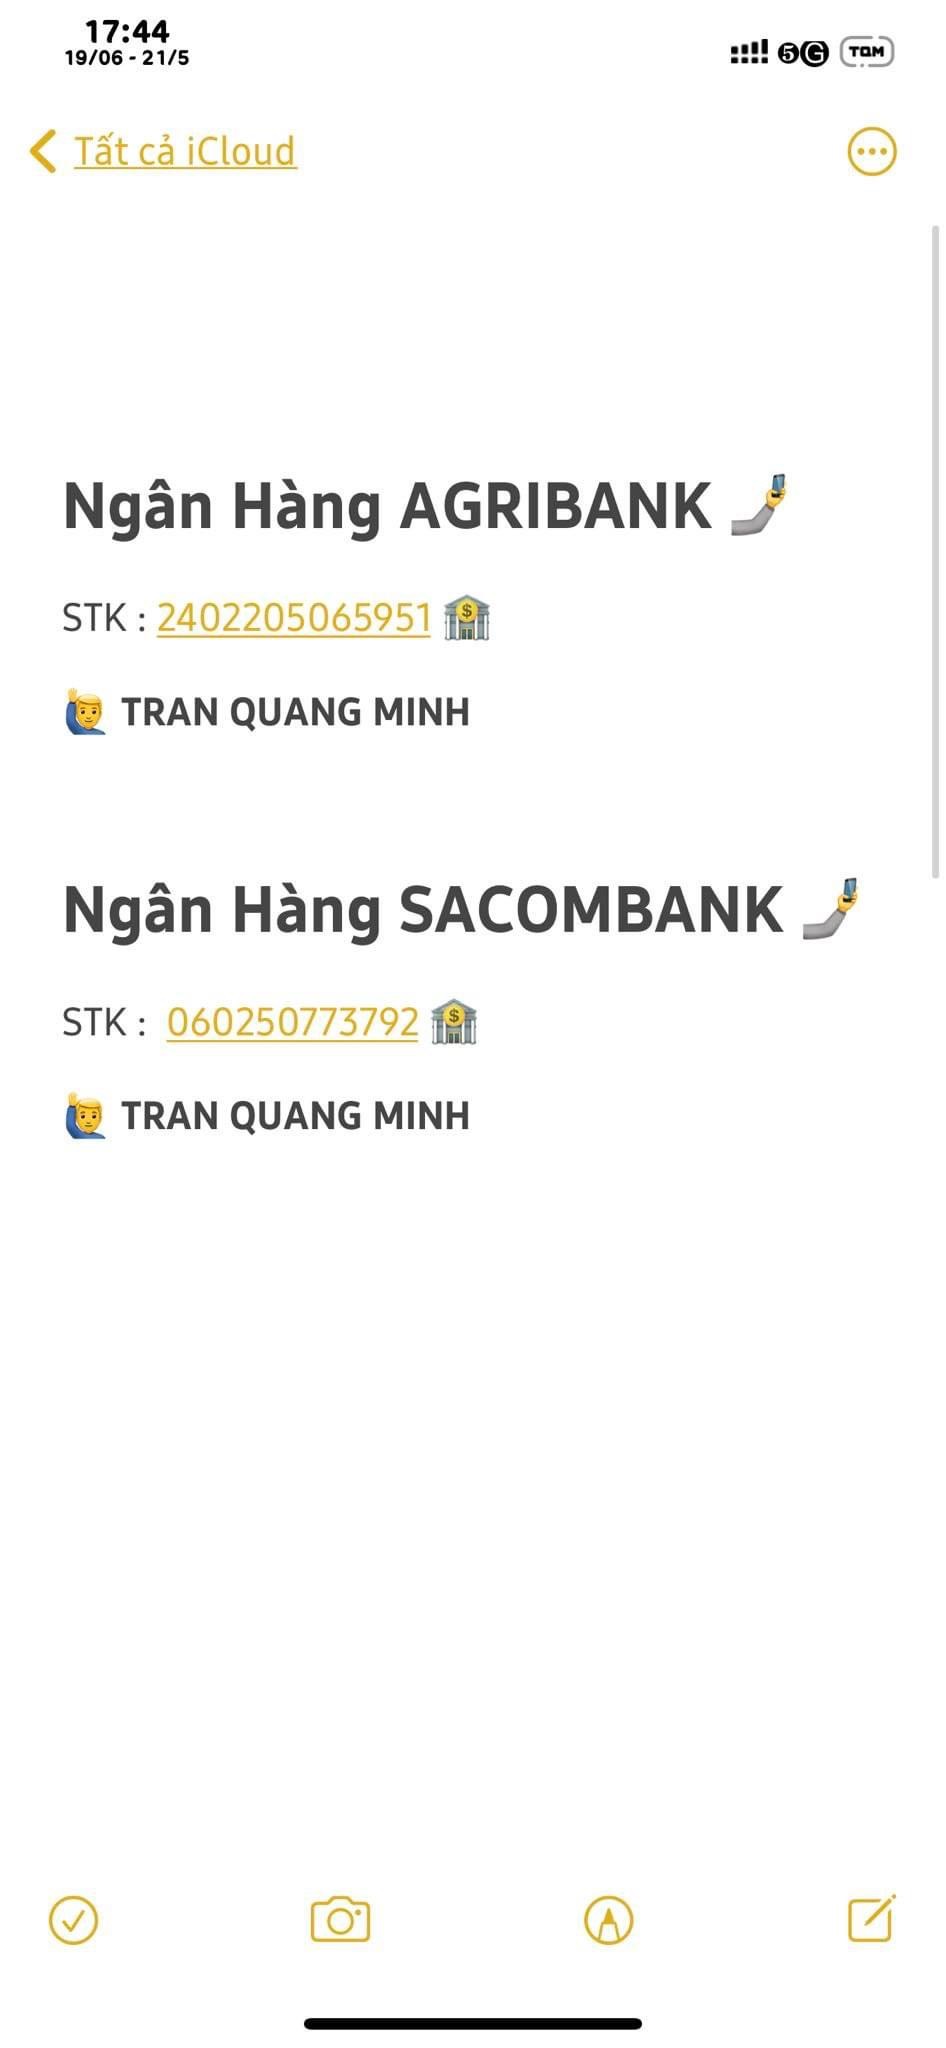 17:44
19/06 - 21/5
5G
TQM
Tất cả iCloud
Ngân Hàng AGRIBANK
STK : 2402205065951
TRAN QUANG MINH
Ngân Hàng SACOMBANK
STK : 060250773792
TRAN QUANG MINH